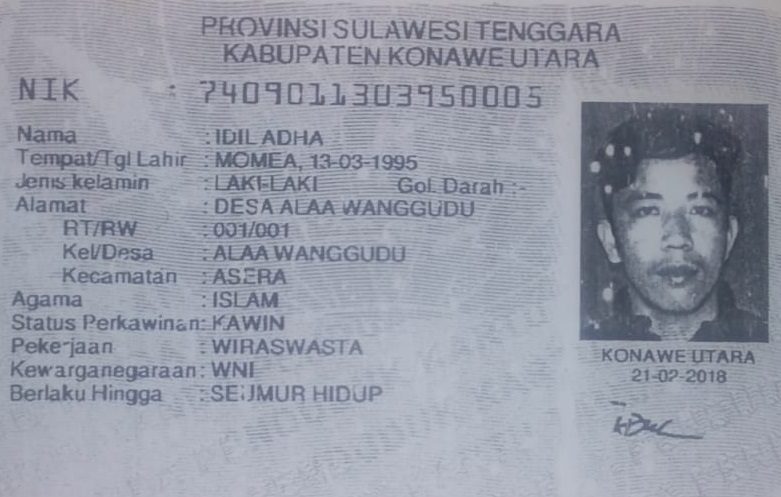 PROVINSI SULAWESI TENGGARA
KABUPATEN KONAWE UTARA
NIK : 7409011303950005
Nama : IDIL ADHA
Tempat/Tgl Lahir : MOMEA, 13-03-1995
Jenis kelamin : LAKI-LAKI Gol. Darah :-
Alamat : DESA ALAA WANGGUDU
RT/RW : 001/001
Kel/Desa : ALAA WANGGUDU
Kecamatan : ASERA
Agama : ISLAM
Status Perkawinan: KAWIN
Pekerjaan : WIRASWASTA
Kewarganegaraan: WNI
Berlaku Hingga : SEUMUR HIDUP
KONAWE UTARA
21-02-2018